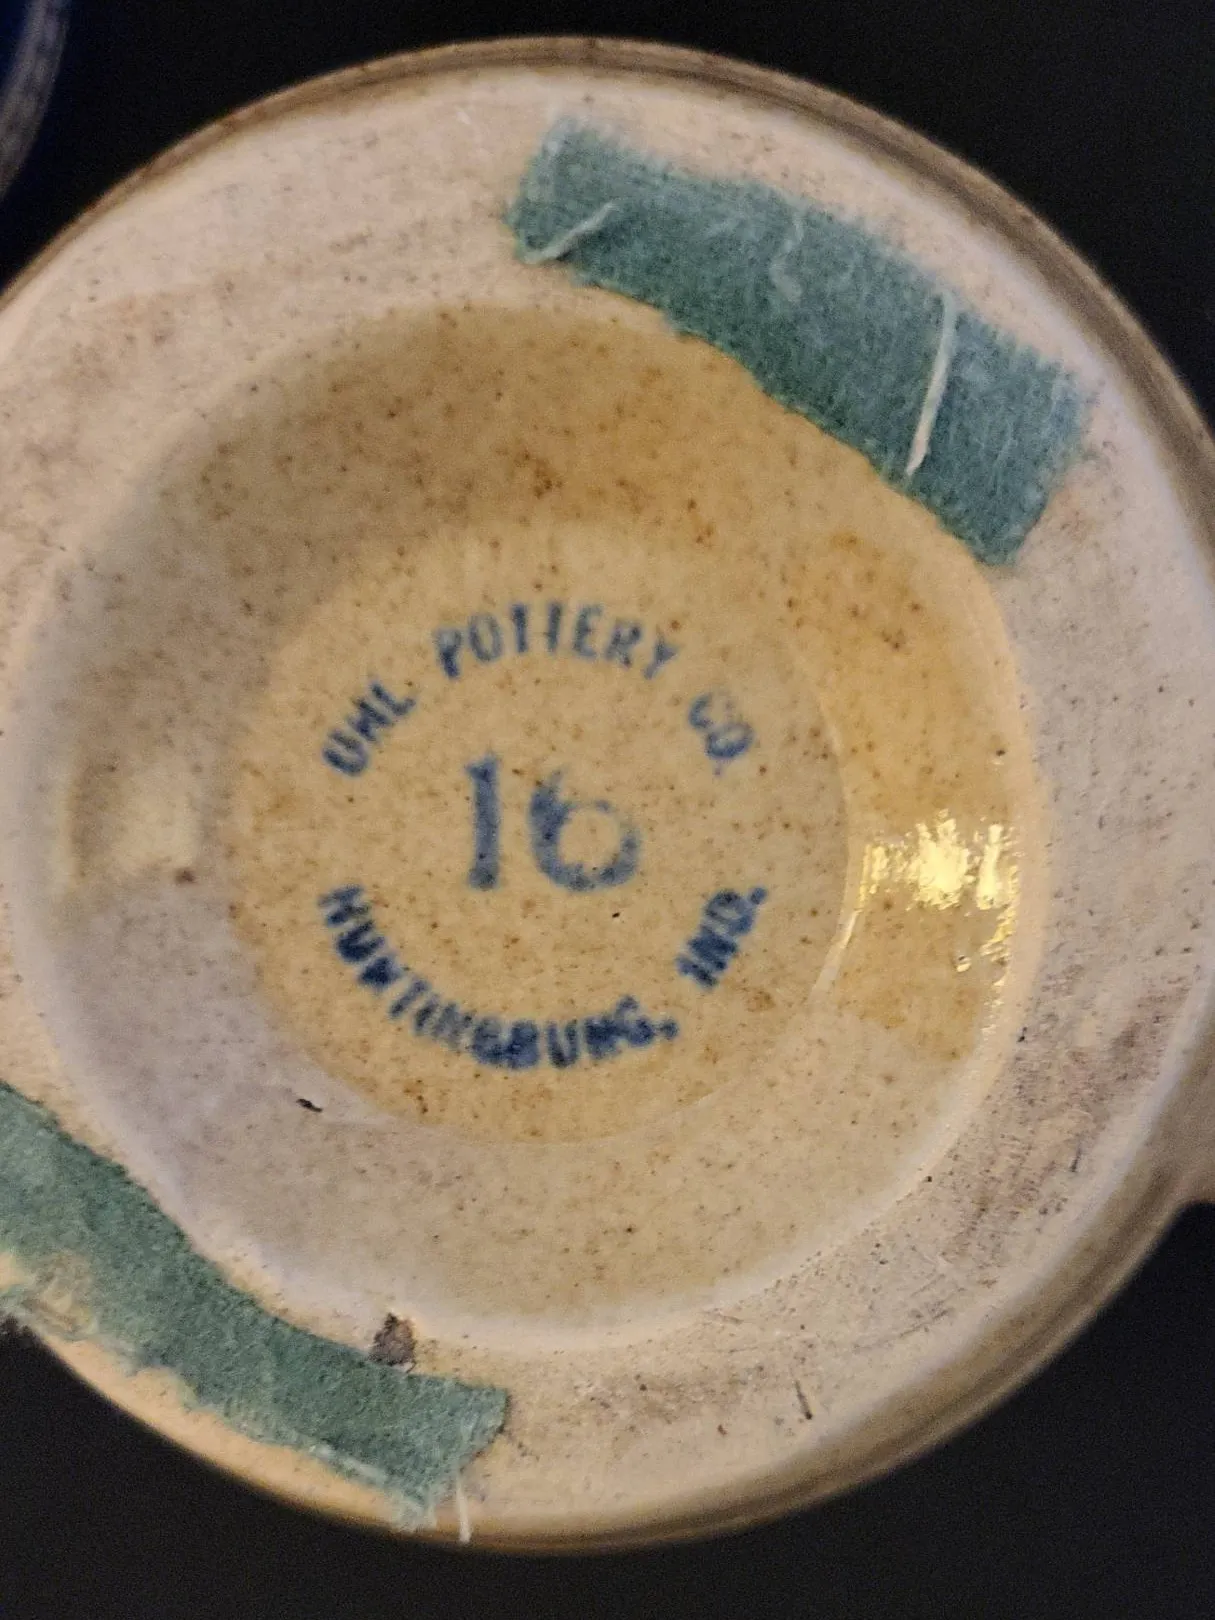 UHL POTTERY CO.
16
HUNTINGBURG, IND.